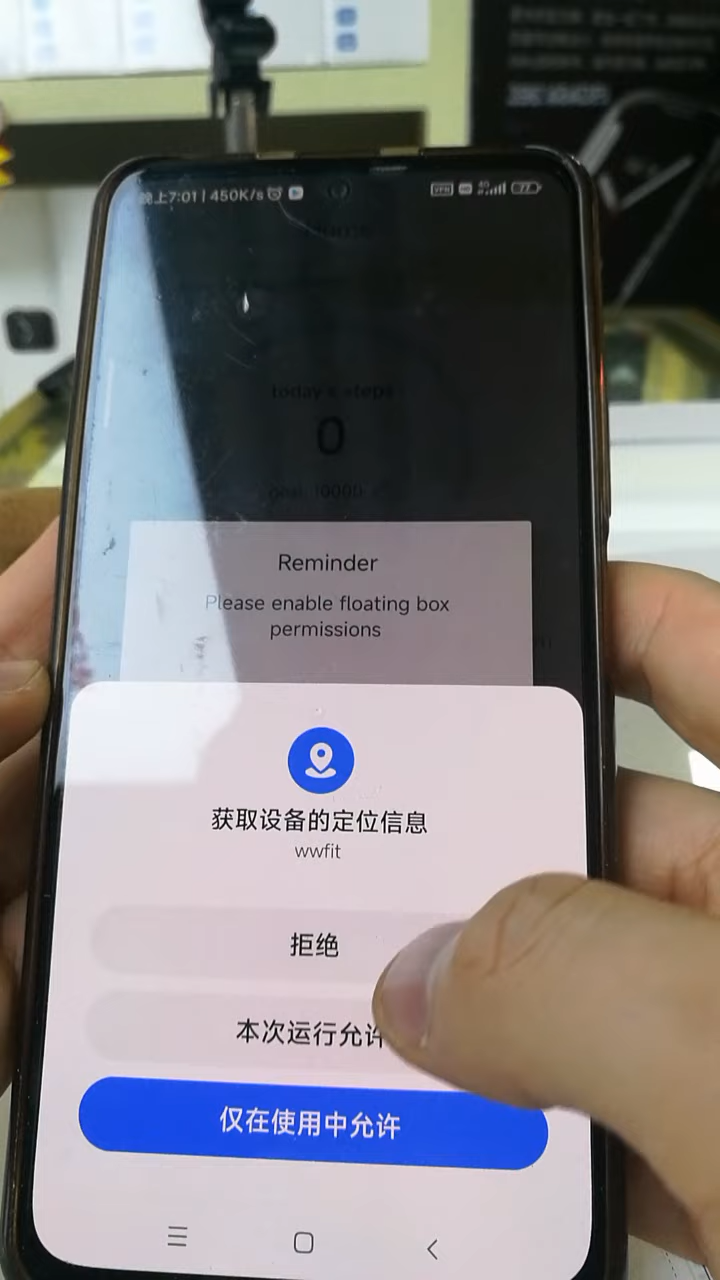 晚上7:01 | 450K/s
77
today's steps
0
Reminder
Please enable floating box
permissions
获取设备的定位信息
wwfit
拒绝
本次运行允许
仅在使用中允许